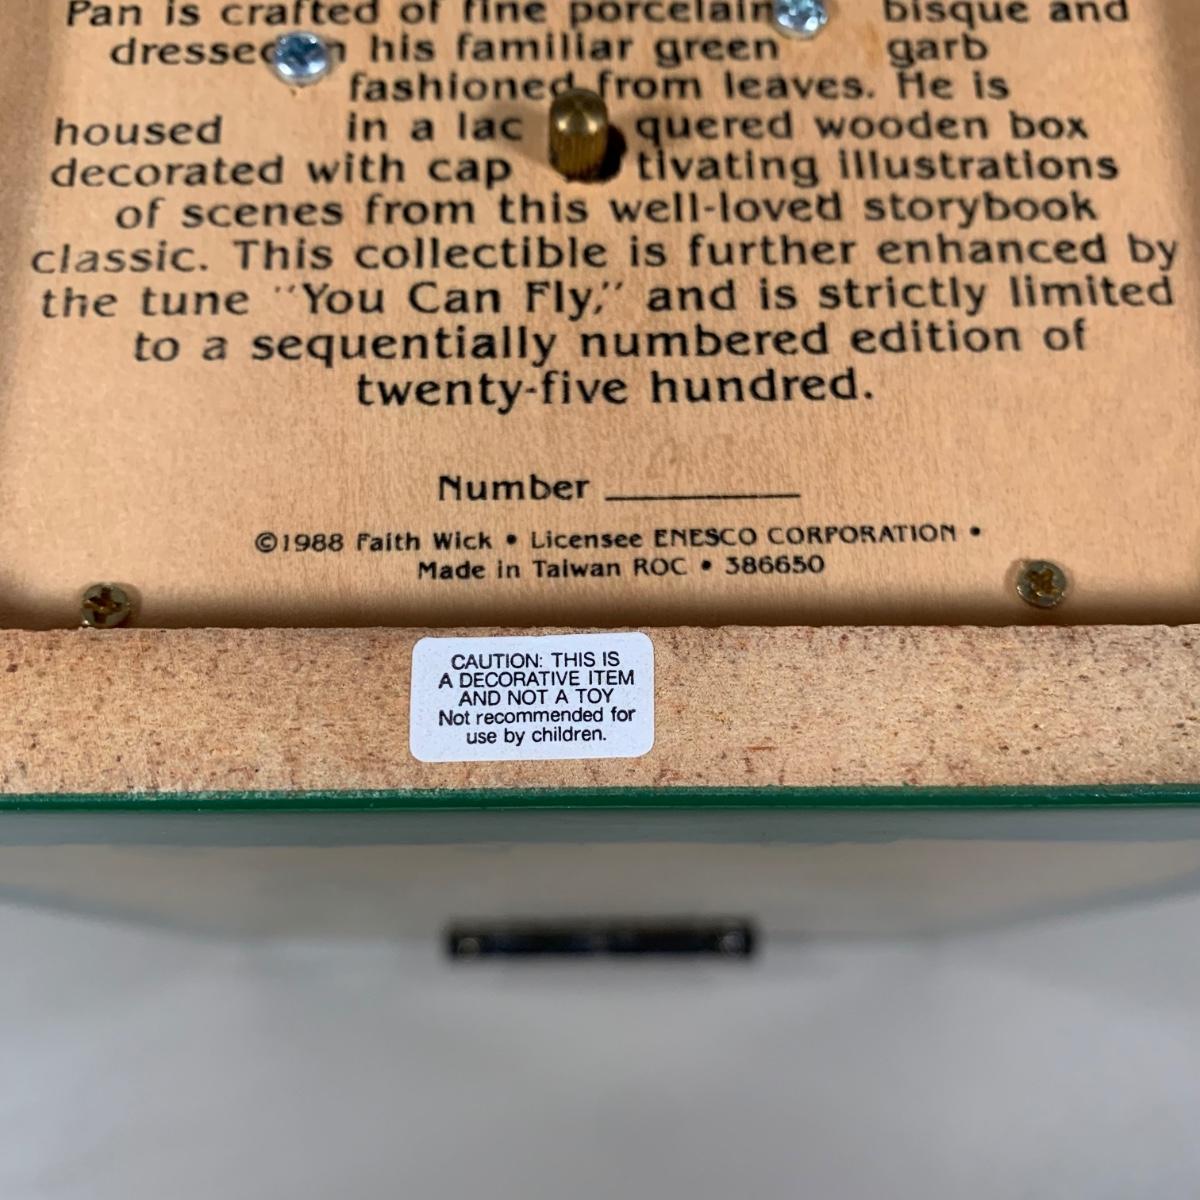 Pan is crafted of fine porcelain bisque and
dressed in his familiar green garb
fashioned from leaves. He is
housed in a lac quered wooden box
decorated with cap tivating illustrations
of scenes from this well-loved storybook
classic. This collectible is further enhanced by
the tune "You Can Fly," and is strictly limited
to a sequentially numbered edition of
twenty-five hundred.
Number
©1988 Faith Wick • Licensee ENESCO CORPORATION •
Made in Taiwan ROC • 386650
CAUTION: THIS IS
A DECORATIVE ITEM
AND NOT A TOY
Not recommended for
use by children.